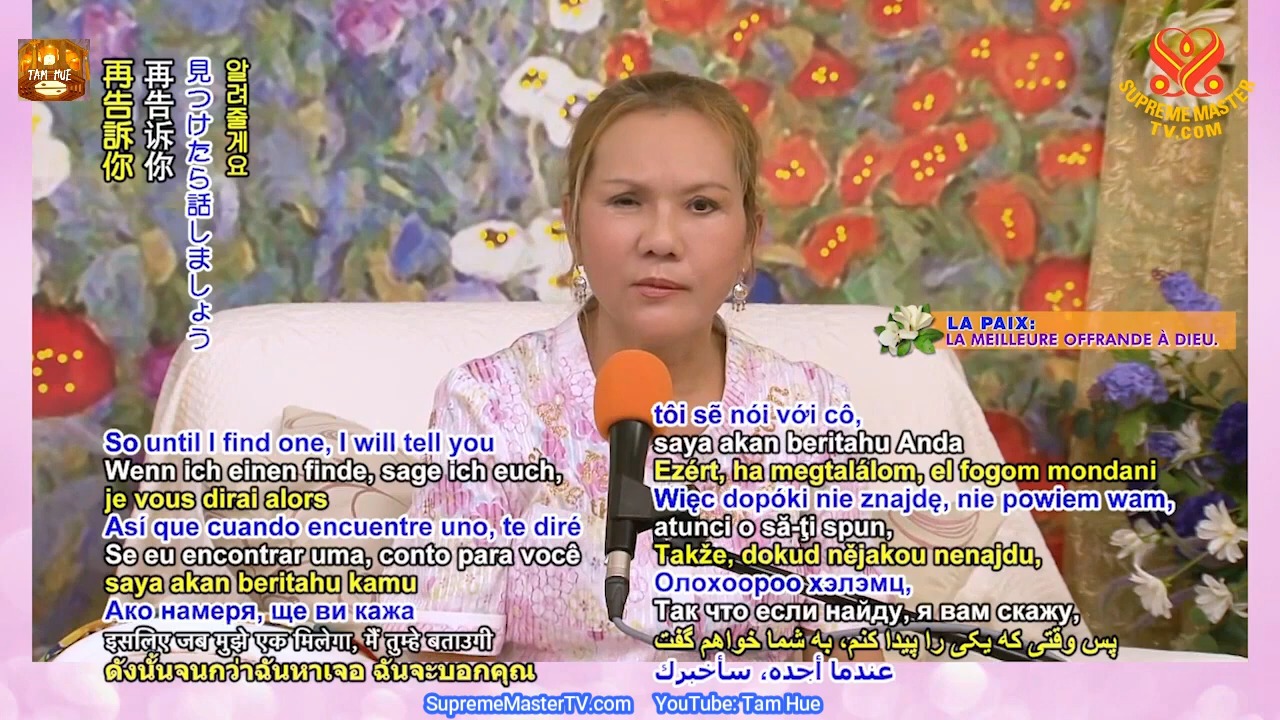 TAM HUE
再告訴你
再告诉你
見つけたら話しましょう
알려줄게요
SUPREME MASTER
TV.COM
LA PAIX:
LA MEILLEURE OFFRANDE À DIEU.
So until I find one, I will tell you
Wenn ich einen finde, sage ich euch,
je vous dirai alors
Así que cuando encuentre uno, te diré
Se eu encontrar uma, conto para você
saya akan beritahu kamu
Ако намеря, ще ви кажа
इसलिए जब मुझे एक मिलेगा, मैं तुम्हे बताउगी
ดังนั้นจนกว่าฉันหาเจอ ฉันจะบอกคุณ
tôi sẽ nói với cô,
saya akan beritahu Anda
Ezért, ha megtalálom, el fogom mondani
Więc dopóki nie znajdę, nie powiem wam,
atunci o să-ţi spun,
Takže, dokud nějakou nenajdu,
Олохоороо хэлэмц,
Так что если найду, я вам скажу,
پس وقتی که یکی را پیدا کنم، به شما خواهم گفت
عندما أجده، سأخبرك
SupremeMasterTV.com YouTube: Tam Hue